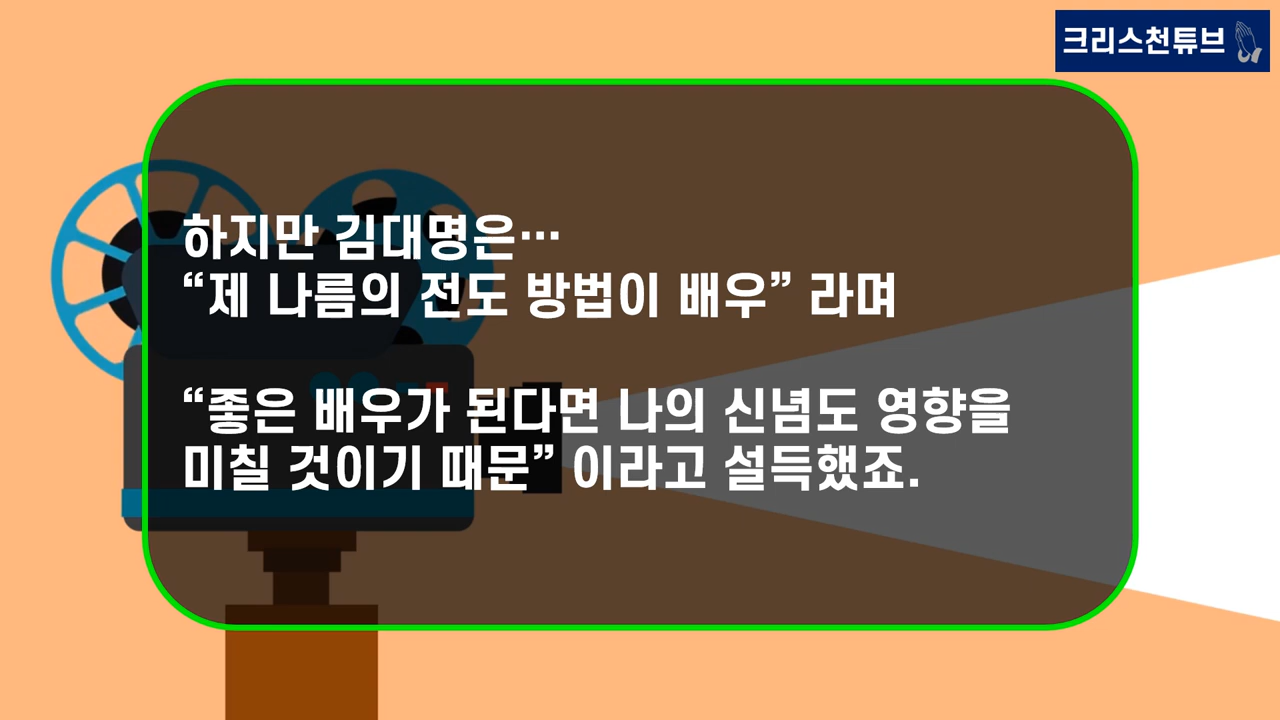 크리스천튜브
하지만 김대명은…
“제 나름의 전도 방법이 배우” 라며
“좋은 배우가 된다면 나의 신념도 영향을
미칠 것이기 때문” 이라고 설득했죠.